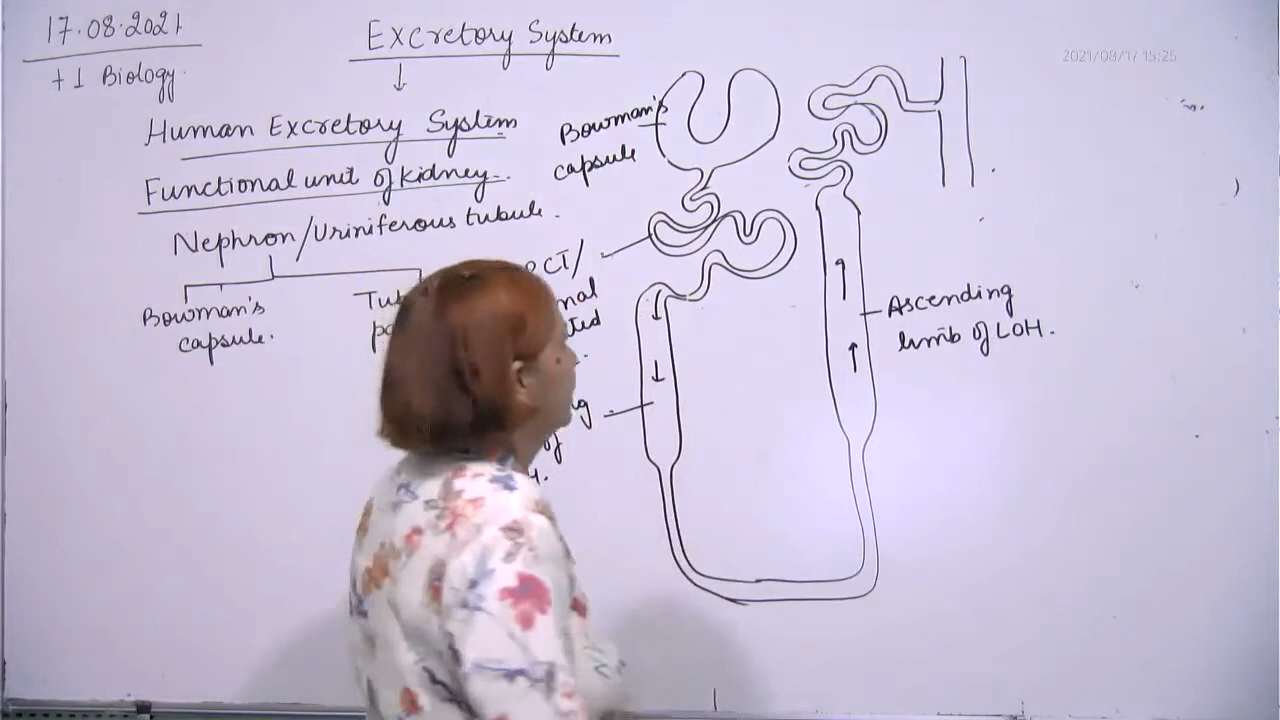 17.08.2021
+1 Biology.
Excretory System
2021/08/17 15:25
Human Excretory System
Functional unit of kidney.
Nephron/Uriniferous tubule.
Bowman's
capsule.
Bowman's
capsule
Ascending
limb of LOH.